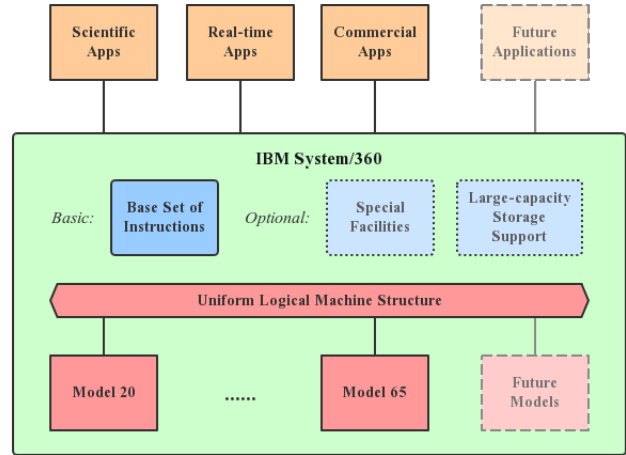 Scientific
Apps
Real-time
Apps
Commercial
Apps
Future
Applications
IBM System/360
Basic:
Base Set of
Instructions
Optional:
Special
Facilities
Large-capacity
Storage
Support
Uniform Logical Machine Structure
Model 20
......
Model 65
Future
Models